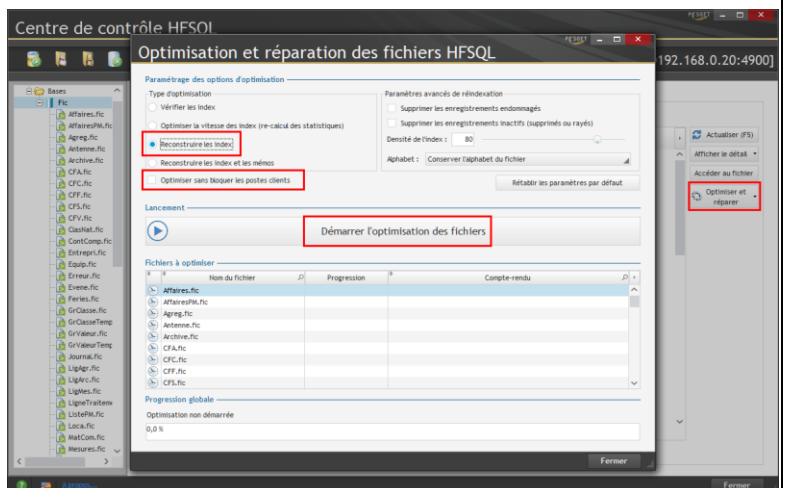 Centre de contrôle HFSQL
192.168.0.20:4900]
Optimisation et réparation des fichiers HFSQL
PCSOFT
Bases
Fic
Affaires.fic
AffairesPM.fic
Agreg.fic
Antenne.fic
Archive.fic
CFA.fic
CFC.fic
CFF.fic
CFS.fic
CFV.fic
ClasNat.fic
ContComp.fic
Entrepri.fic
Equip.fic
Erreur.fic
Evene.fic
Feries.fic
GrClasse.fic
GrClasseTemp
GrValeur.fic
GrValeurTemp
Journal.fic
LigAgr.fic
LigArc.fic
LigMes.fic
LigneTraiteme
ListePM.fic
Loca.fic
MatCom.fic
Mesures.fic
Paramétrage des options d'optimisation
Type d'optimisation
Vérifier les index
Optimiser la vitesse des index (re-calcul des statistiques)
Reconstruire les index
Reconstruire les index et les mémos
Optimiser sans bloquer les postes clients
Paramètres avancés de réindexation
Supprimer les enregistrements endommagés
Supprimer les enregistrements inactifs (supprimés ou rayés)
Densité de l'index : 80
Alphabet : Conserver l'alphabet du fichier
Rétablir les paramètres par défaut
Lancement
Démarrer l'optimisation des fichiers
Fichiers à optimiser
Nom du fichier Progression Compte-rendu
Affaires.fic
AffairesPM.fic
Agreg.fic
Antenne.fic
Archive.fic
CFA.fic
CFC.fic
CFF.fic
CFS.fic
Progression globale
Optimisation non démarrée
0,0 %
Fermer
Actualiser (F5)
Afficher le détail
Accéder au fichier
Optimiser et
réparer
A propos...
Fermer